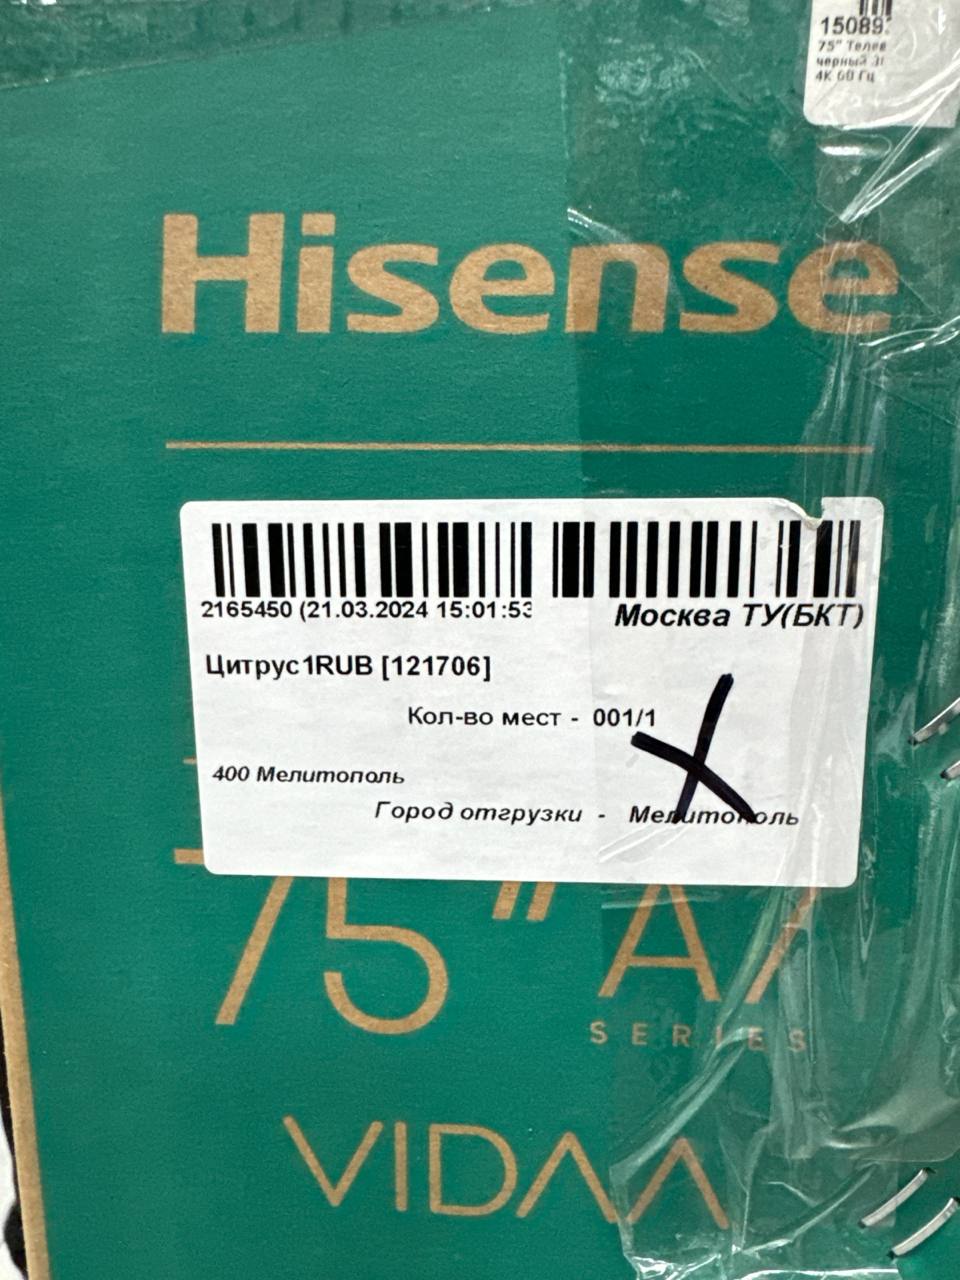 15089
75" Телев
черный
4K 60 Гц
Hisense
2165450 (21.03.2024 15:01:53
Москва ТУ(БКТ)
Цитрус1RUB [121706]
Кол-во мест - 001/1
400 Мелитополь
Город отгрузки - Мелитополь
75" A7
SERIES
VIDAA